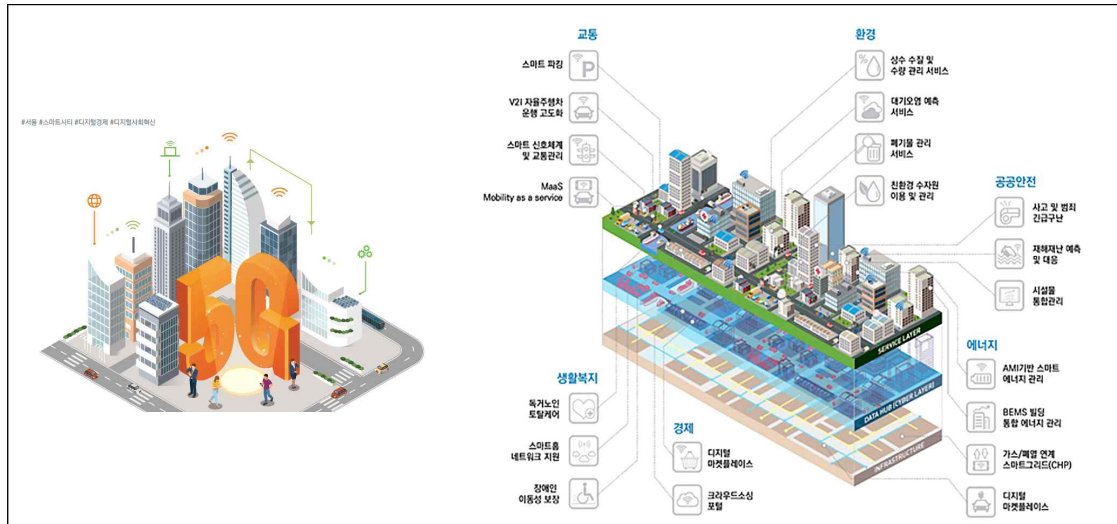 #서울 #스마트시티 #디지털경제 #디지털사회혁신
5G
교통
스마트 파킹
P
V2I 자율주행차
운행 고도화
스마트 신호체계
및 교통관리
MaaS
Mobility as a service
환경
%
상수 수질 및
수량 관리 서비스
대기오염 예측
서비스
폐기물 관리
서비스
친환경 수자원
이용 및 관리
공공안전
사고 및 범죄
긴급구난
재해재난 예측
및 대응
시설물
통합관리
SERVICE LAYER
DATA HUB (CYBER LAYER)
INFRASTRUCTURE
에너지
AMI기반 스마트
에너지 관리
BEMS 빌딩
통합 에너지 관리
가스/폐열 연계
스마트그리드(CHP)
디지털
마켓플레이스
생활복지
독거노인
토탈케어
스마트홈
네트워크 지원
장애인
이동성 보장
경제
디지털
마켓플레이스
크라우드소싱
포털